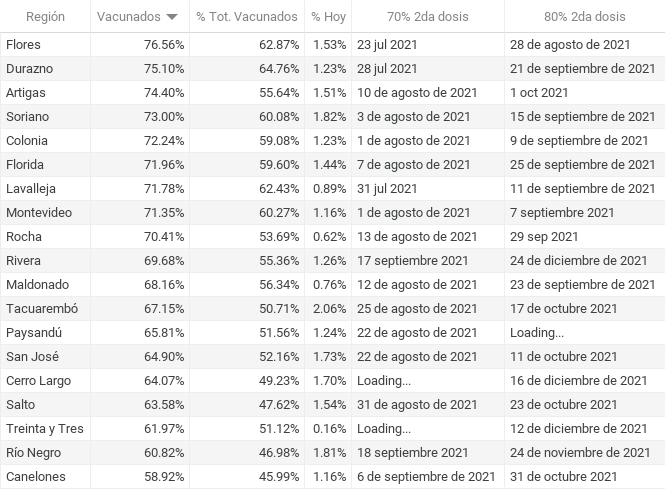 Región Vacunados % Tot. Vacunados % Hoy 70% 2da dosis 80% 2da dosis
Flores 76.56% 62.87% 1.53% 23 jul 2021 28 de agosto de 2021
Durazno 75.10% 64.76% 1.23% 28 jul 2021 21 de septiembre de 2021
Artigas 74.40% 55.64% 1.51% 10 de agosto de 2021 1 oct 2021
Soriano 73.00% 60.08% 1.82% 3 de agosto de 2021 15 de septiembre de 2021
Colonia 72.24% 59.08% 1.23% 1 de agosto de 2021 9 de septiembre de 2021
Florida 71.96% 59.60% 1.44% 7 de agosto de 2021 25 de septiembre de 2021
Lavalleja 71.78% 62.43% 0.89% 31 jul 2021 11 de septiembre de 2021
Montevideo 71.35% 60.27% 1.16% 1 de agosto de 2021 7 septiembre 2021
Rocha 70.41% 53.69% 0.62% 13 de agosto de 2021 29 sep 2021
Rivera 69.68% 55.36% 1.26% 17 septiembre 2021 24 de diciembre de 2021
Maldonado 68.16% 56.34% 0.76% 12 de agosto de 2021 23 de septiembre de 2021
Tacuarembó 67.15% 50.71% 2.06% 25 de agosto de 2021 17 de octubre 2021
Paysandú 65.81% 51.56% 1.24% 22 de agosto de 2021 Loading...
San José 64.90% 52.16% 1.73% 22 de agosto de 2021 11 de octubre 2021
Cerro Largo 64.07% 49.23% 1.70% Loading... 16 de diciembre de 2021
Salto 63.58% 47.62% 1.54% 31 de agosto de 2021 23 de octubre 2021
Treinta y Tres 61.97% 51.12% 0.16% Loading... 12 de diciembre de 2021
Río Negro 60.82% 46.98% 1.81% 18 septiembre 2021 24 de noviembre de 2021
Canelones 58.92% 45.99% 1.16% 6 de septiembre de 2021 31 de octubre 2021